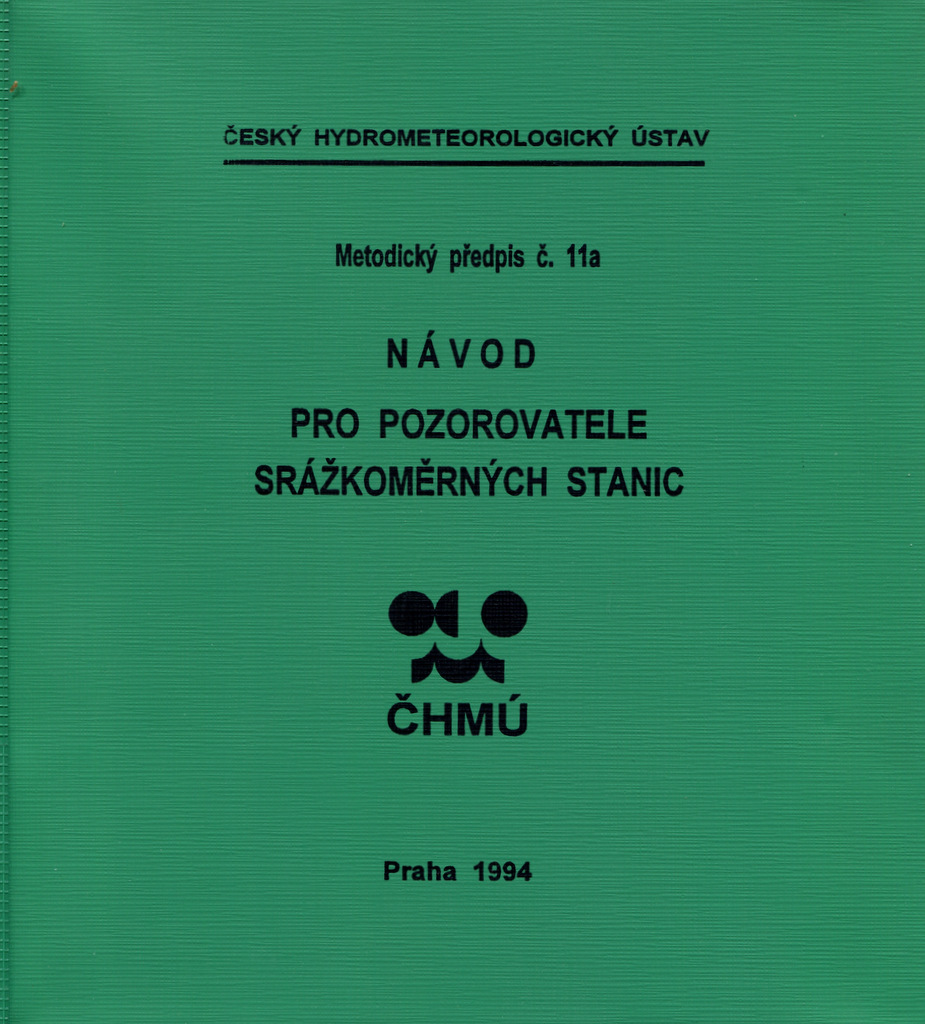 ČESKÝ HYDROMETEOROLOGICKÝ ÚSTAV
Metodický předpis č. 11a
NÁVOD
PRO POZOROVATELE
SRÁŽKOMĚRNÝCH STANIC
ČHMÚ
Praha 1994